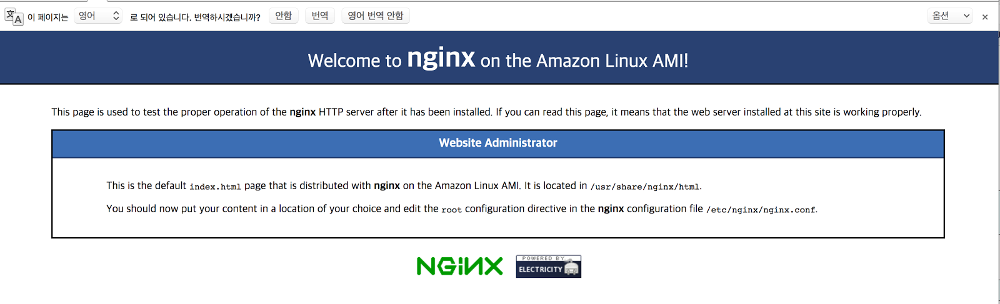 이 페이지는 영어 로 되어 있습니다. 번역하시겠습니까? 안함 번역 영어 번역 안함 옵션 ×
Welcome to nginx on the Amazon Linux AMI!
This page is used to test the proper operation of the nginx HTTP server after it has been installed. If you can read this page, it means that the web server installed at this site is working properly.
Website Administrator
This is the default index.html page that is distributed with nginx on the Amazon Linux AMI. It is located in /usr/share/nginx/html.
You should now put your content in a location of your choice and edit the root configuration directive in the nginx configuration file /etc/nginx/nginx.conf.
NGiNX
POWERED BY
ELECTRICITY